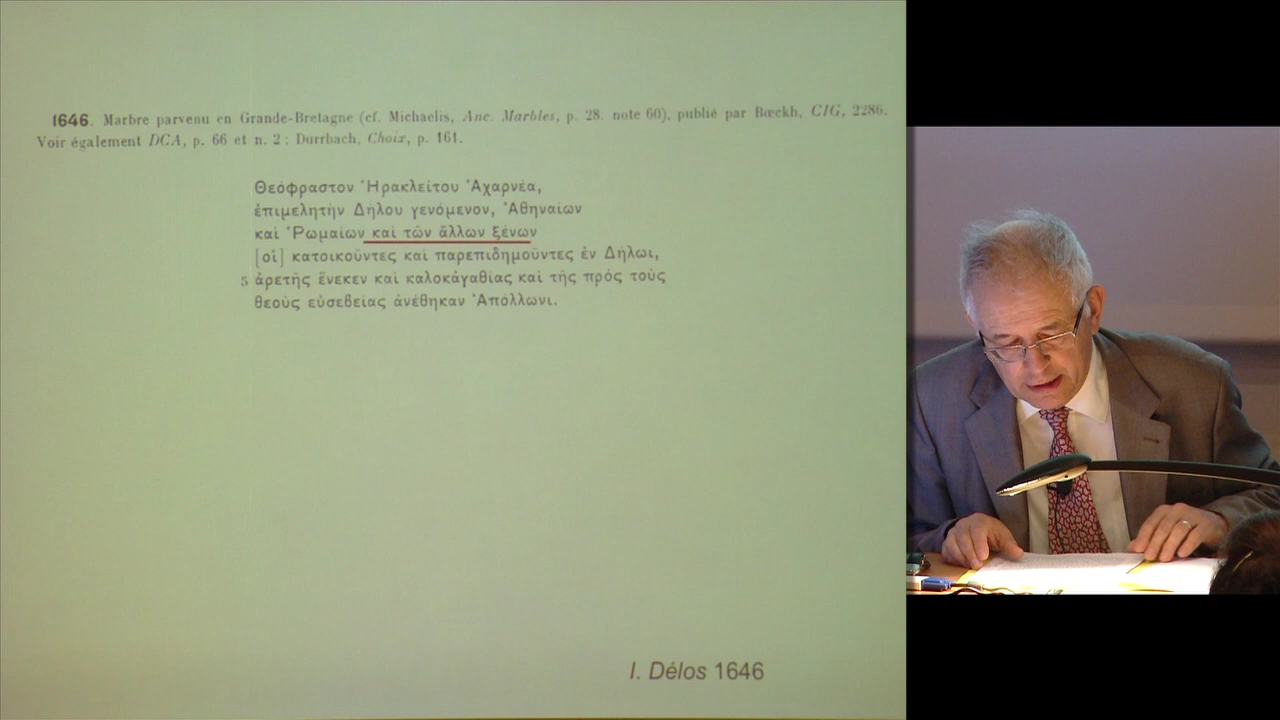 1646. Marbre parvenu en Grande-Bretagne (cf. Michaelis, Anc. Marbles, p. 28. note 60), publié par Bœckh, CIG, 2286.
Voir également DCA, p. 66 et n. 2 ; Durrbach, Choix, p. 161.
Θεόφραστον Ἡρακλείτου Ἀχαρνέα,
ἐπιμελητὴν Δήλου γενόμενον, Ἀθηναίων
καὶ Ῥωμαίων καὶ τῶν ἄλλων ξένων
[οἱ] κατοικοῦντες καὶ παρεπιδημοῦντες ἐν Δήλωι,
5 ἀρετῆς ἕνεκεν καὶ καλοκἀγαθίας καὶ τῆς πρὸς τοὺς
θεοὺς εὐσεβείας ἀνέθηκαν Ἀπόλλωνι.
I. Délos 1646